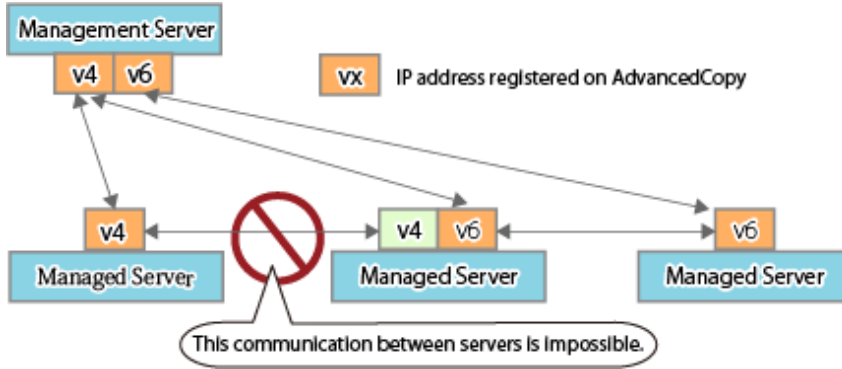 Management Server
v4 v6
vx IP address registered on AdvancedCopy
v4 v4 v6 v6
Managed Server Managed Server Managed Server
This communication between servers is impossible.